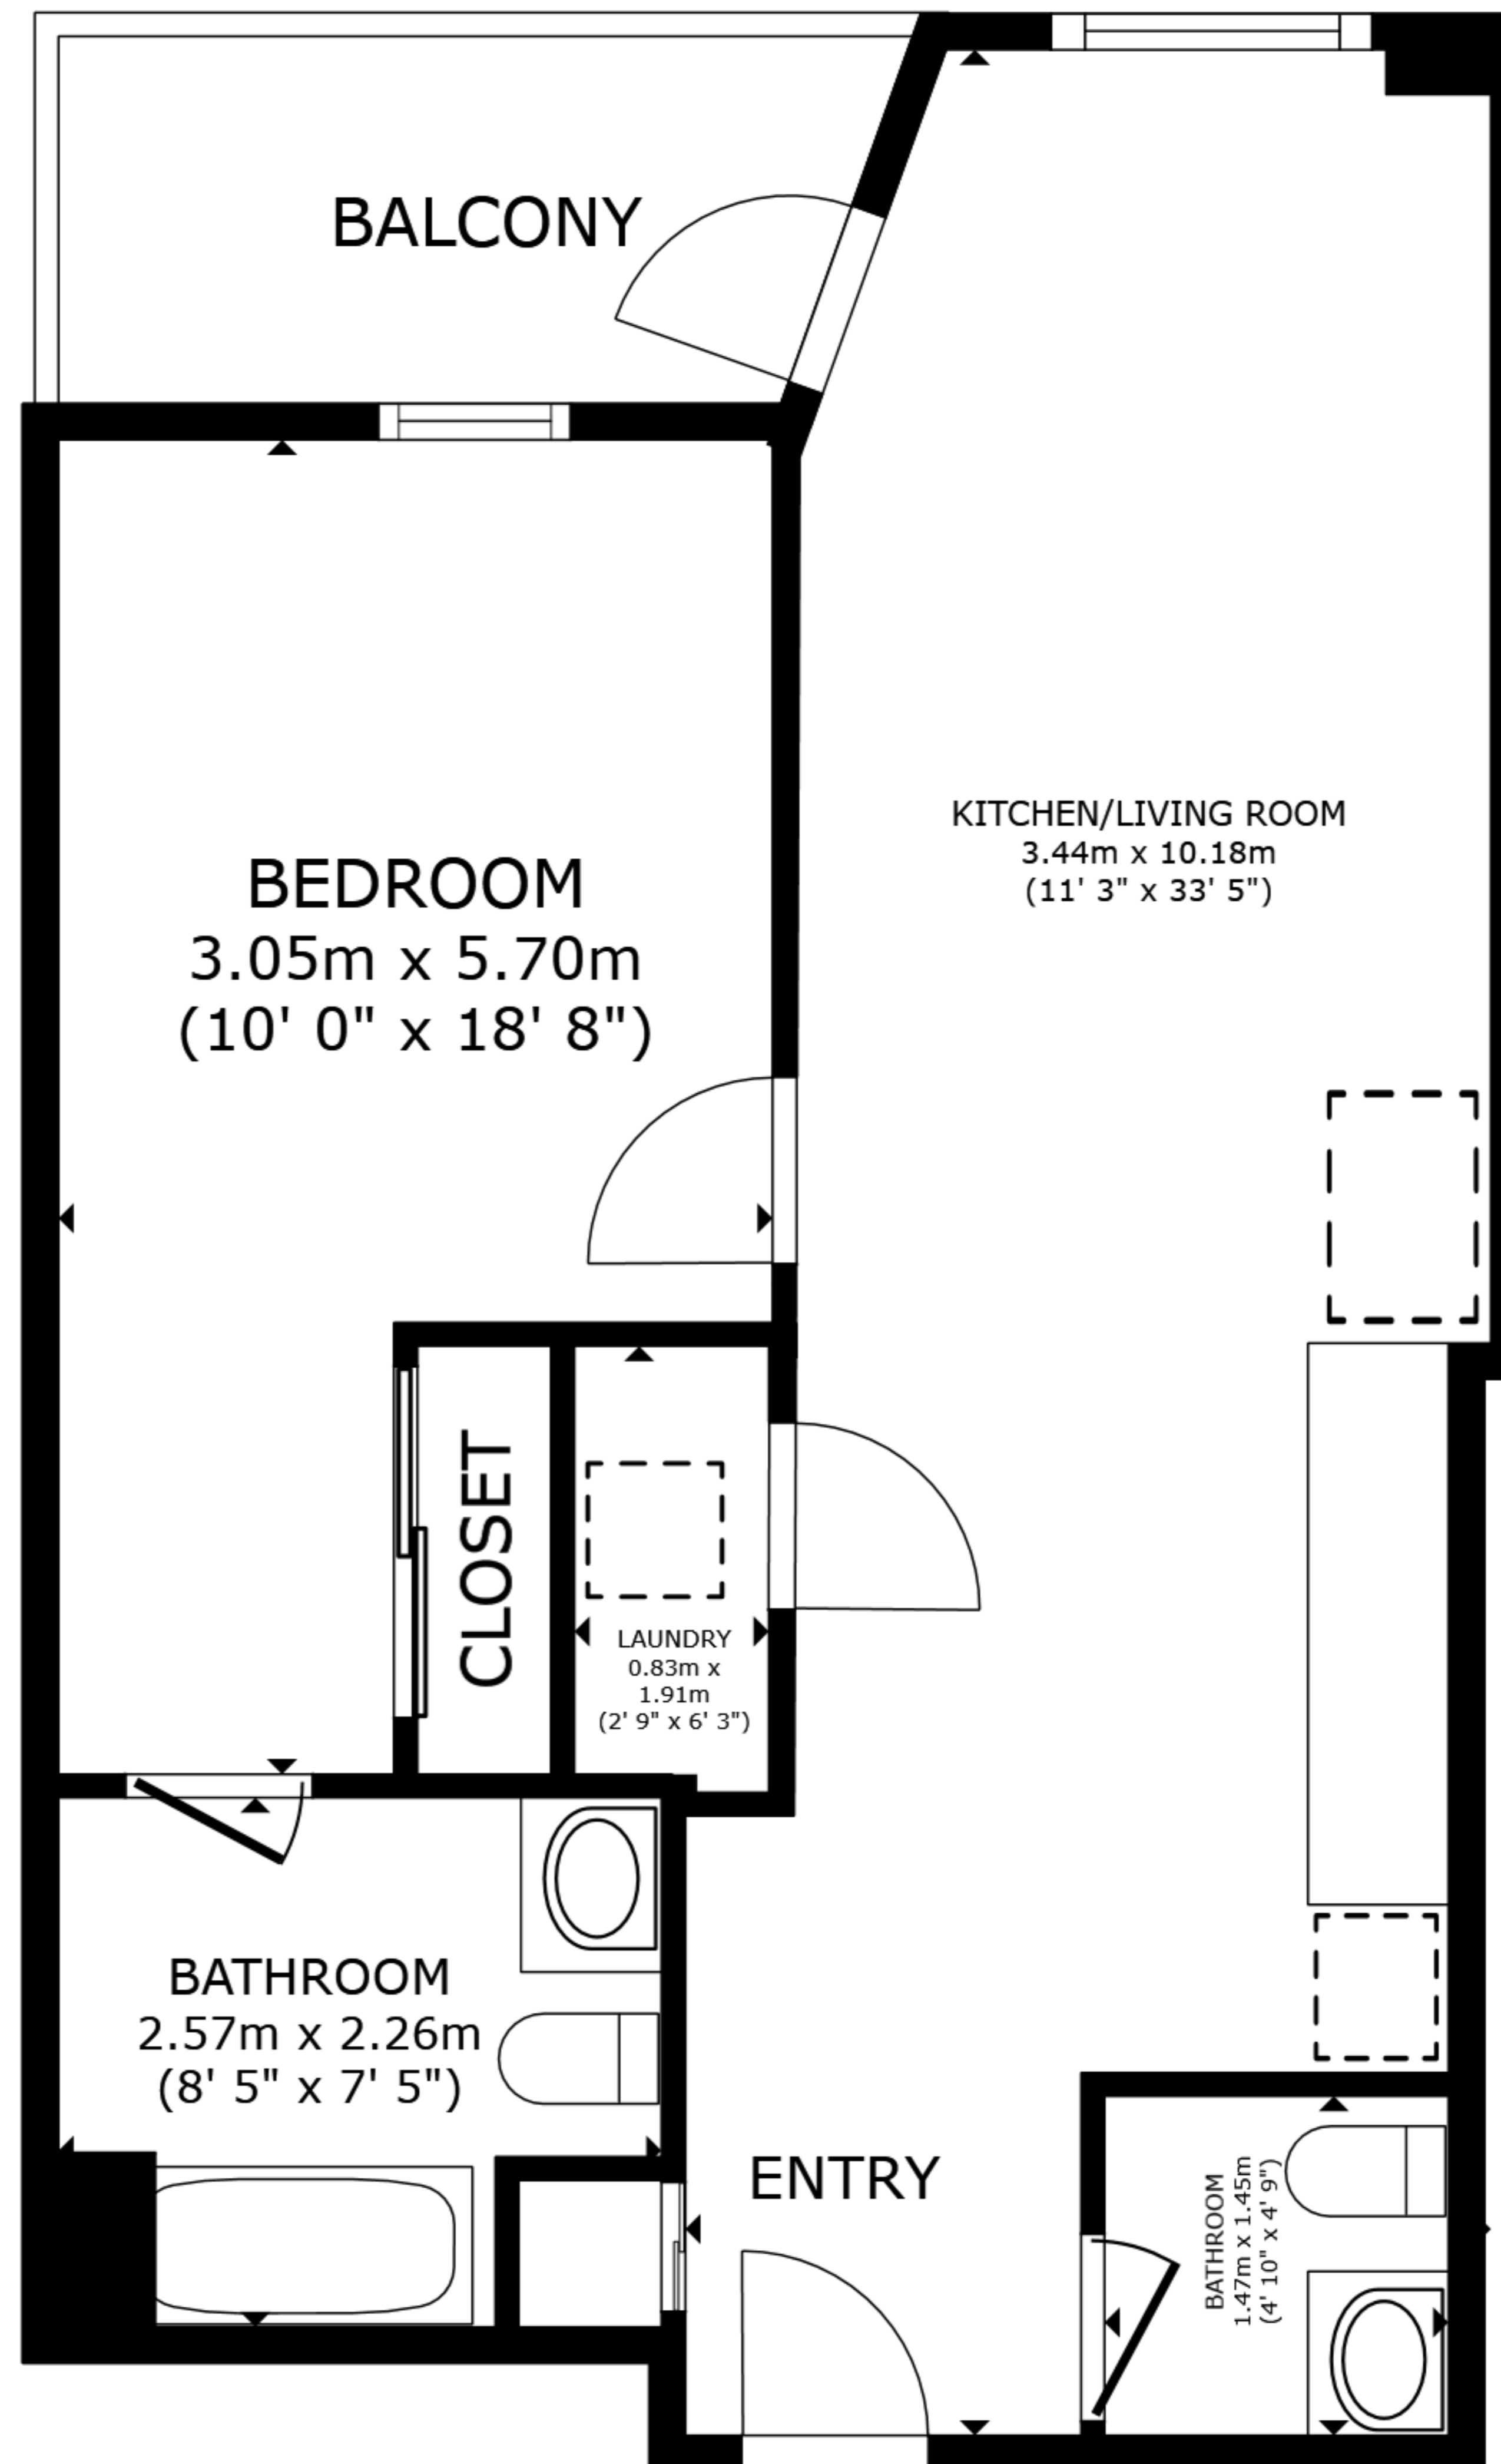 BALCONY
KITCHEN/LIVING ROOM
3.44m x 10.18m
(11' 3" x 33' 5")
BEDROOM
3.05m x 5.70m
(10' 0" x 18' 8")
CLOSET
LAUNDRY
0.83m x
1.91m
(2' 9" x 6' 3")
BATHROOM
2.57m x 2.26m
(8' 5" x 7' 5")
ENTRY
BATHROOM
1.47m x 1.45m
(4' 10" x 4' 9")